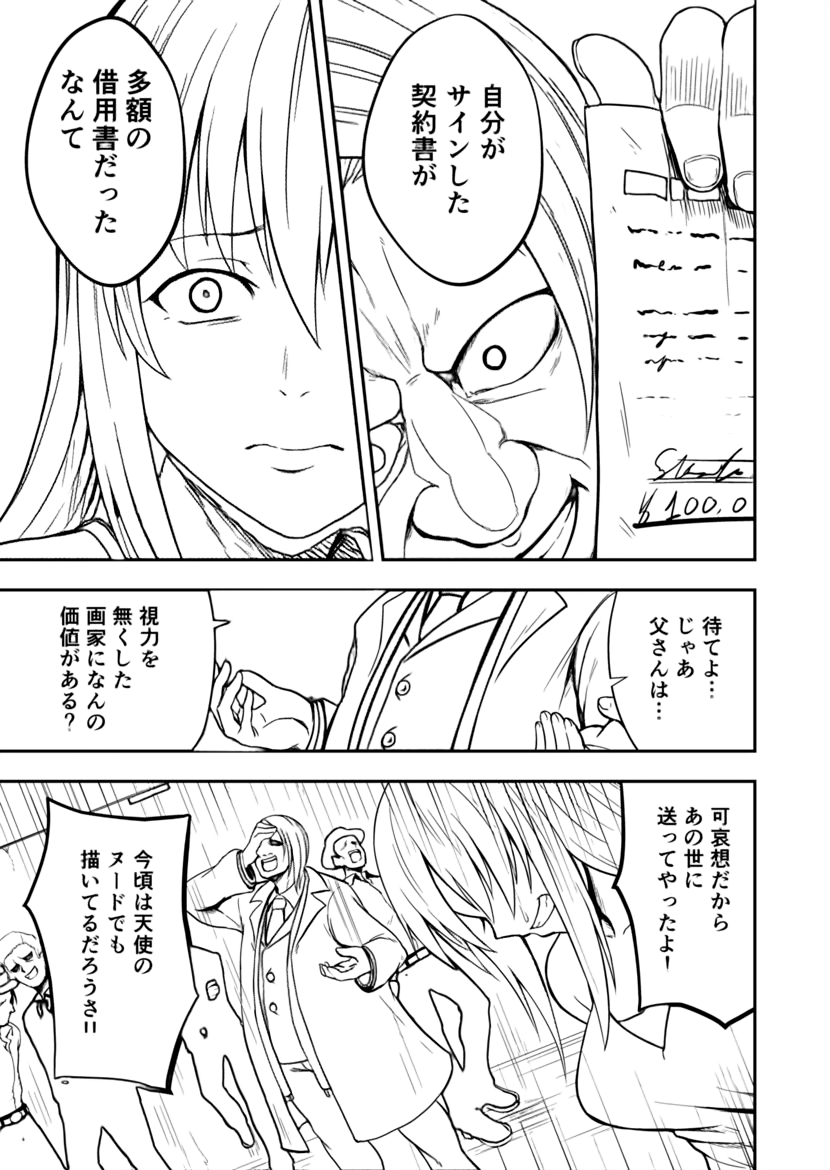 自分が
サインした
契約書が
¥100,0
多額の
借用書だった
なんて
待てよ…
じゃあ
父さんは…
視力を
無くした
画家になんの
価値がある？
可哀想だから
あの世に
送ってやったよ！
今頃は天使の
ヌードでも
描いてるだろうさ!!